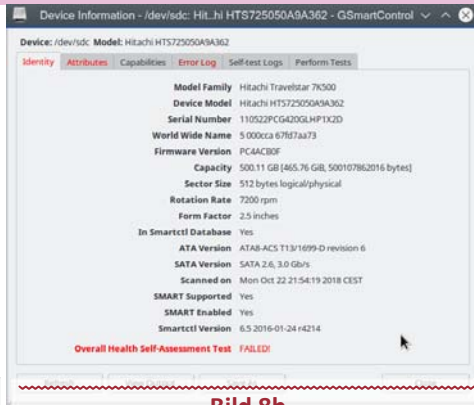 Device Information - /dev/sdc: Hit..hi HTS725050A9A362 - GSmartControl
Device: /dev/sdc Model: Hitachi HTS725050A9A362
Identity Attributes Capabilities Error Log Self-test Logs Perform Tests
Model Family Hitachi Travelstar 7K500
Device Model Hitachi HTS725050A9A362
Serial Number 110522PCG420GLHP1X2D
World Wide Name 5 000cca 67fd7aa73
Firmware Version PC4ACB0F
Capacity 500.11 GB [465.76 GiB, 500107862016 bytes]
Sector Size 512 bytes logical/physical
Rotation Rate 7200 rpm
Form Factor 2.5 inches
In Smartctl Database Yes
ATA Version ATA8-ACS T13/1699-D revision 6
SATA Version SATA 2.6, 3.0 Gb/s
Scanned on Mon Oct 22 21:54:19 2018 CEST
SMART Supported Yes
SMART Enabled Yes
Smartctl Version 6.5 2016-01-24 r4214
Overall Health Self-Assessment Test FAILED!
Bild 8b